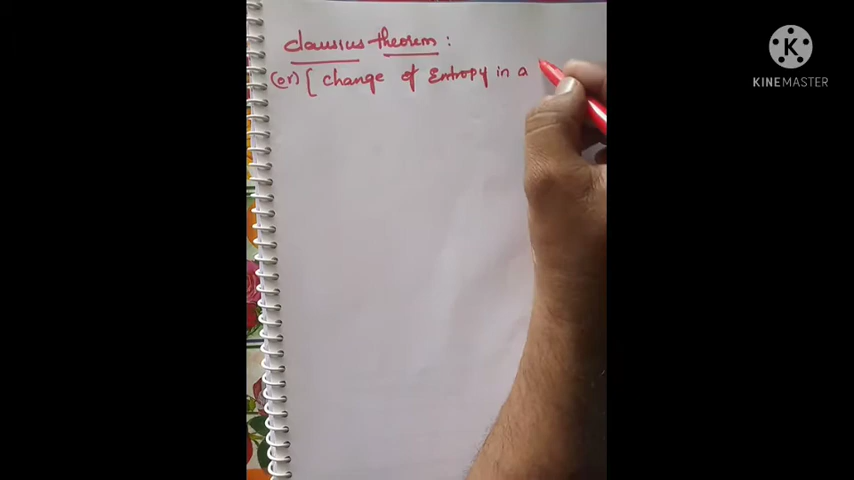 clausius theorem :
(or) [ change of Entropy in a
K
KINEMASTER